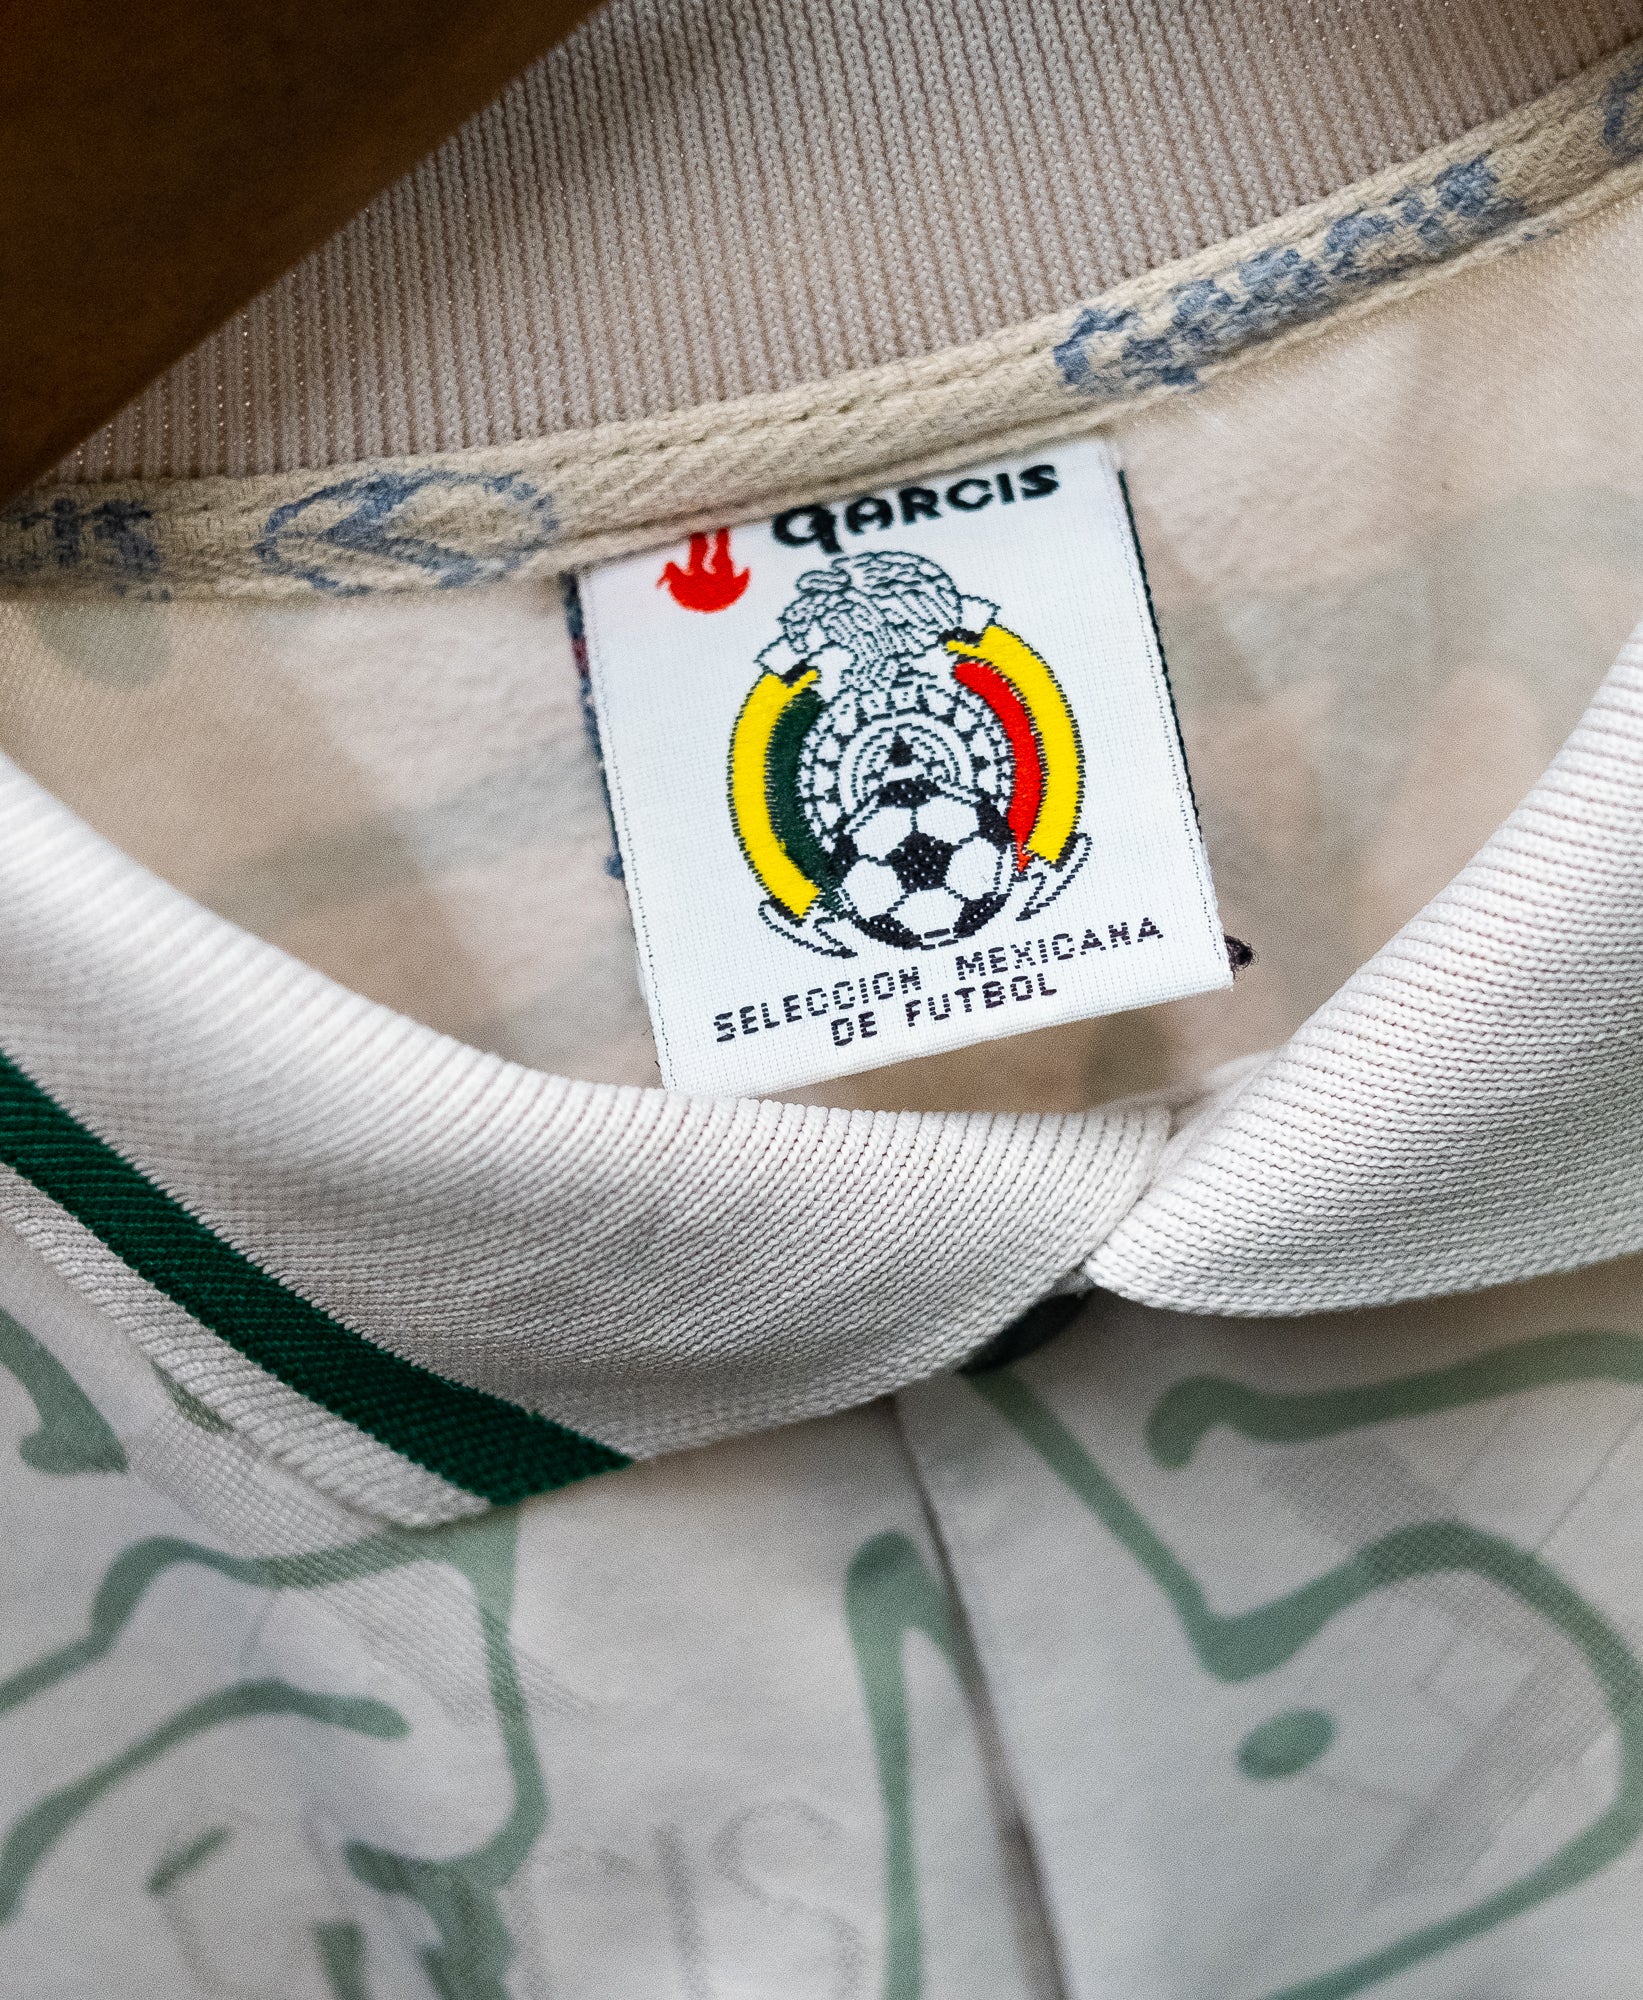 GARCIS
SELECCION MEXICANA
DE FUTBOL